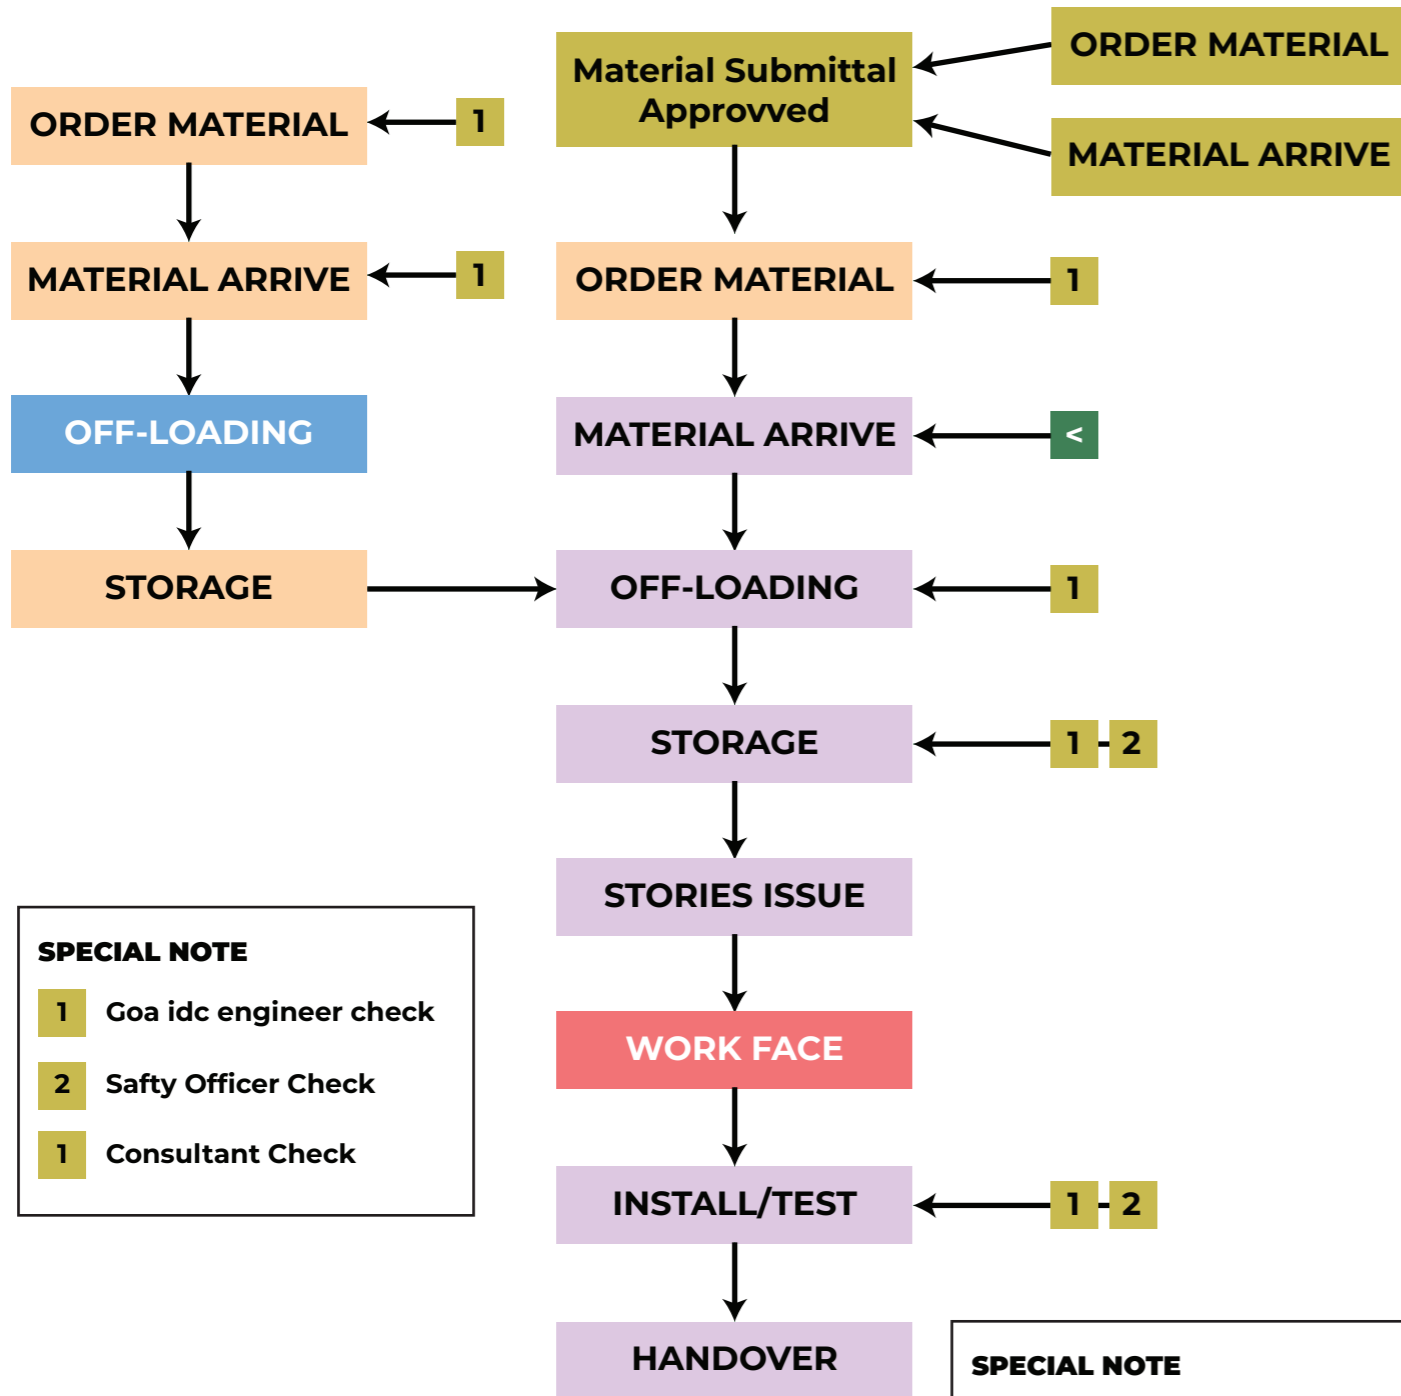 ORDER MATERIAL
1
MATERIAL ARRIVE
1
OFF-LOADING
STORAGE
Material Submittal
Approvved
ORDER MATERIAL
MATERIAL ARRIVE
ORDER MATERIAL
1
MATERIAL ARRIVE
<
OFF-LOADING
1
STORAGE
1 2
STORIES ISSUE
WORK FACE
INSTALL/TEST
1 2
HANDOVER
SPECIAL NOTE
1 Goa idc engineer check
2 Safty Officer Check
1 Consultant Check
SPECIAL NOTE